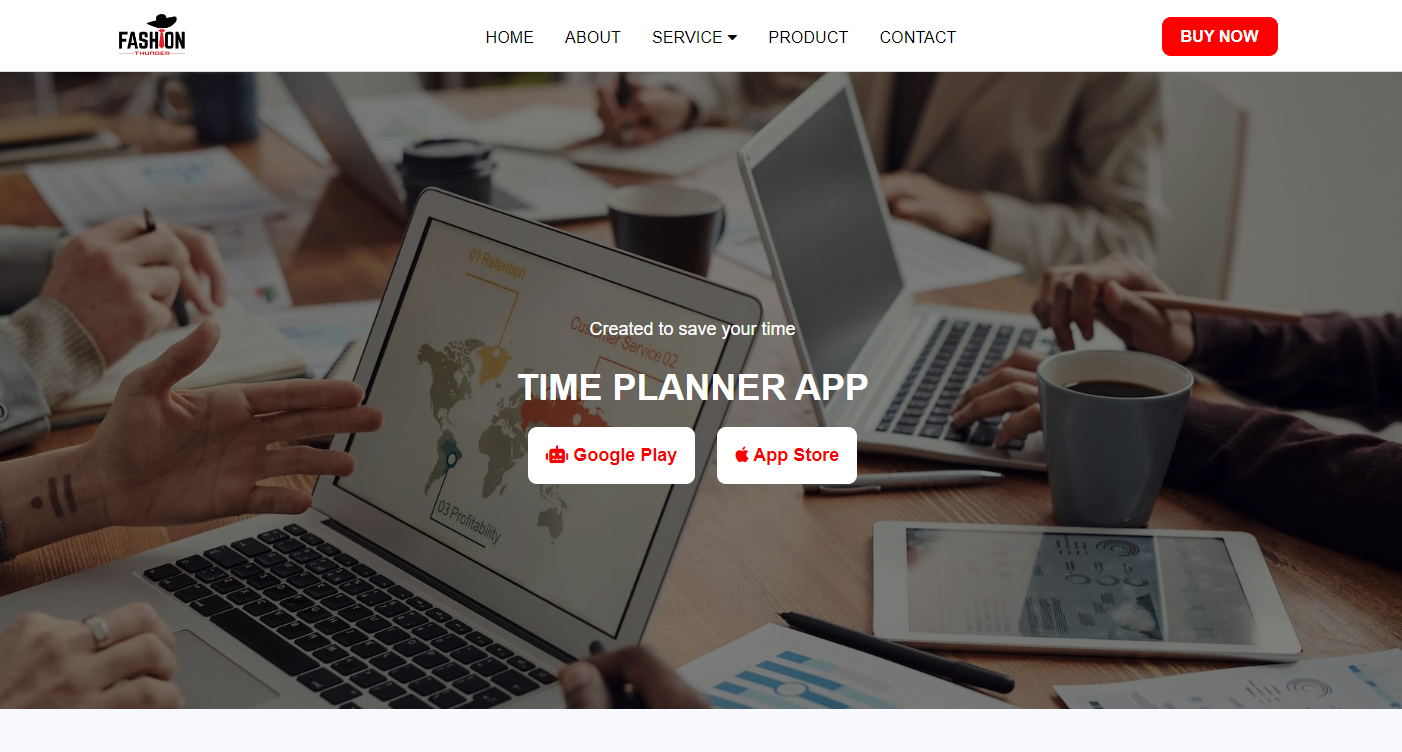 FASHION
THUNDER
HOME ABOUT SERVICE PRODUCT CONTACT
BUY NOW
01 Retention
Customer Service 02
Created to save your time
TIME PLANNER APP
Google Play App Store
03 Profitability